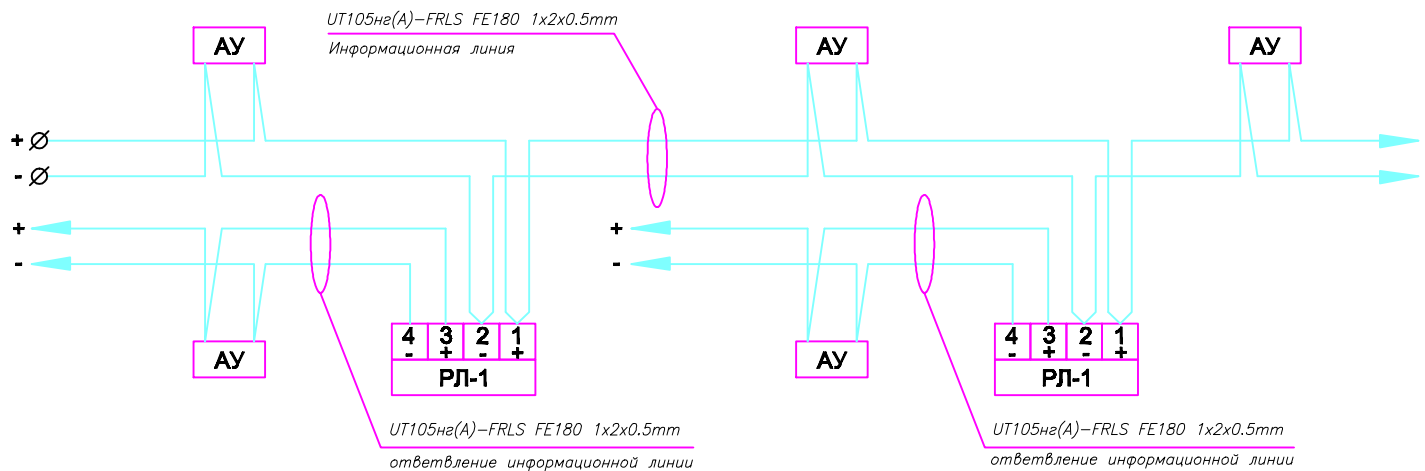 UT105нг(А)-FRLS FE180 1x2x0.5mm
Информационная линия
АУ
АУ
АУ
+
-
+
-
+
-
4 3 2 1
- + - +
РЛ-1
АУ
4 3 2 1
- + - +
РЛ-1
АУ
UT105нг(А)-FRLS FE180 1x2x0.5mm
ответвление информационной линии
UT105нг(А)-FRLS FE180 1x2x0.5mm
ответвление информационной линии